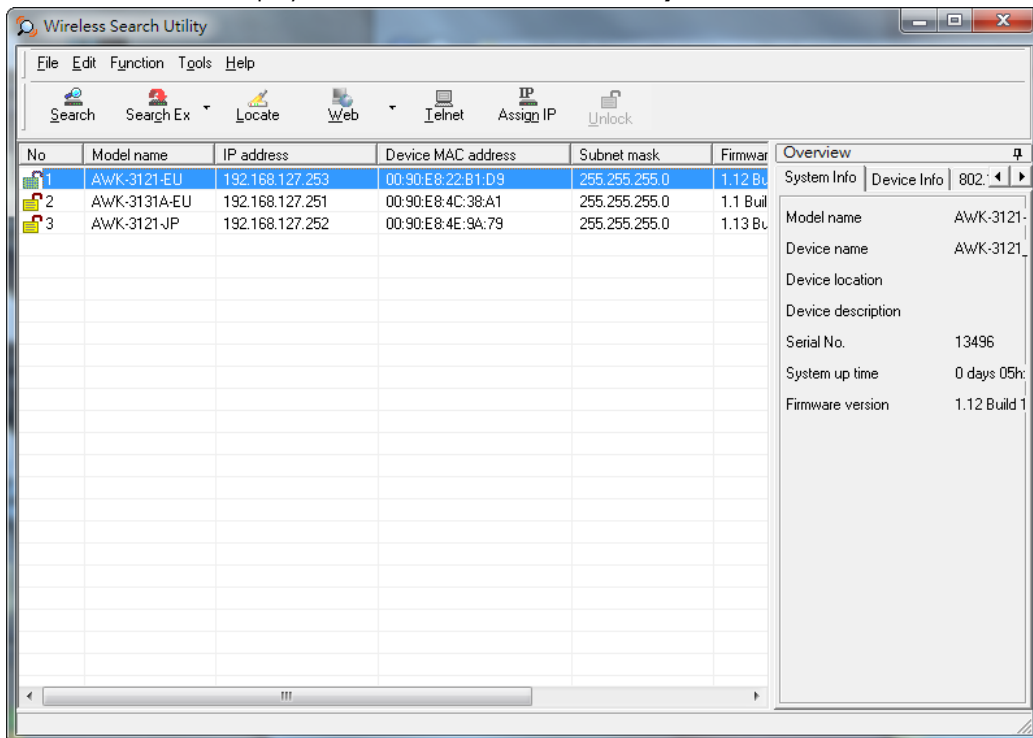 Wireless Search Utility
File Edit Function Tools Help
Search Search Ex Locate Web Telnet Assign IP Unlock
No Model name IP address Device MAC address Subnet mask Firmwar
1 AWK-3121-EU 192.168.127.253 00:90:E8:22:B1:D9 255.255.255.0 1.12 Bu
2 AWK-3131A-EU 192.168.127.251 00:90:E8:4C:38:A1 255.255.255.0 1.1 Buil
3 AWK-3121-JP 192.168.127.252 00:90:E8:4E:9A:79 255.255.255.0 1.13 Bu
Overview
System Info Device Info 802.
Model name AWK-3121-
Device name AWK-3121_
Device location
Device description
Serial No. 13496
System up time 0 days 05h:
Firmware version 1.12 Build 1